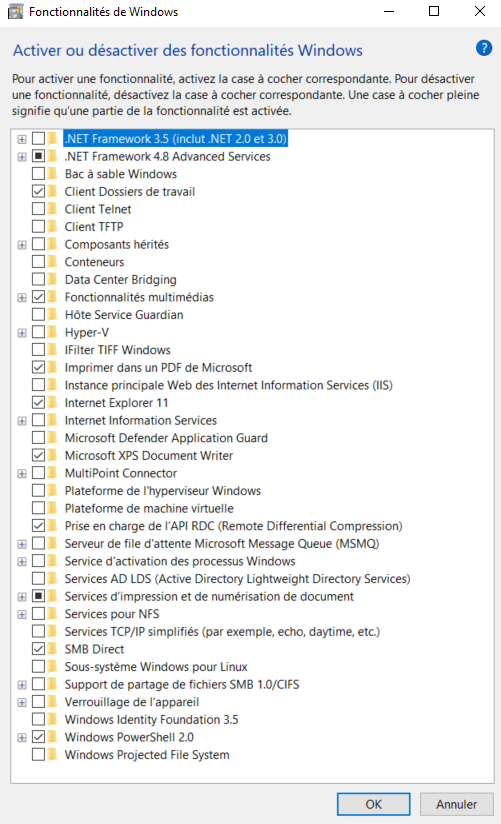 Fonctionnalités de Windows
Activer ou désactiver des fonctionnalités Windows
?
Pour activer une fonctionnalité, activez la case à cocher correspondante. Pour désactiver
une fonctionnalité, désactivez la case à cocher correspondante. Une case à cocher pleine
signifie qu'une partie de la fonctionnalité est activée.
.NET Framework 3.5 (inclut .NET 2.0 et 3.0)
.NET Framework 4.8 Advanced Services
Bac à sable Windows
Client Dossiers de travail
Client Telnet
Client TFTP
Composants hérités
Conteneurs
Data Center Bridging
Fonctionnalités multimédias
Hôte Service Guardian
Hyper-V
IFilter TIFF Windows
Imprimer dans un PDF de Microsoft
Instance principale Web des Internet Information Services (IIS)
Internet Explorer 11
Internet Information Services
Microsoft Defender Application Guard
Microsoft XPS Document Writer
MultiPoint Connector
Plateforme de l'hyperviseur Windows
Plateforme de machine virtuelle
Prise en charge de l'API RDC (Remote Differential Compression)
Serveur de file d'attente Microsoft Message Queue (MSMQ)
Service d'activation des processus Windows
Services AD LDS (Active Directory Lightweight Directory Services)
Services d'impression et de numérisation de document
Services pour NFS
Services TCP/IP simplifiés (par exemple, echo, daytime, etc.)
SMB Direct
Sous-système Windows pour Linux
Support de partage de fichiers SMB 1.0/CIFS
Verrouillage de l'appareil
Windows Identity Foundation 3.5
Windows PowerShell 2.0
Windows Projected File System
OK
Annuler